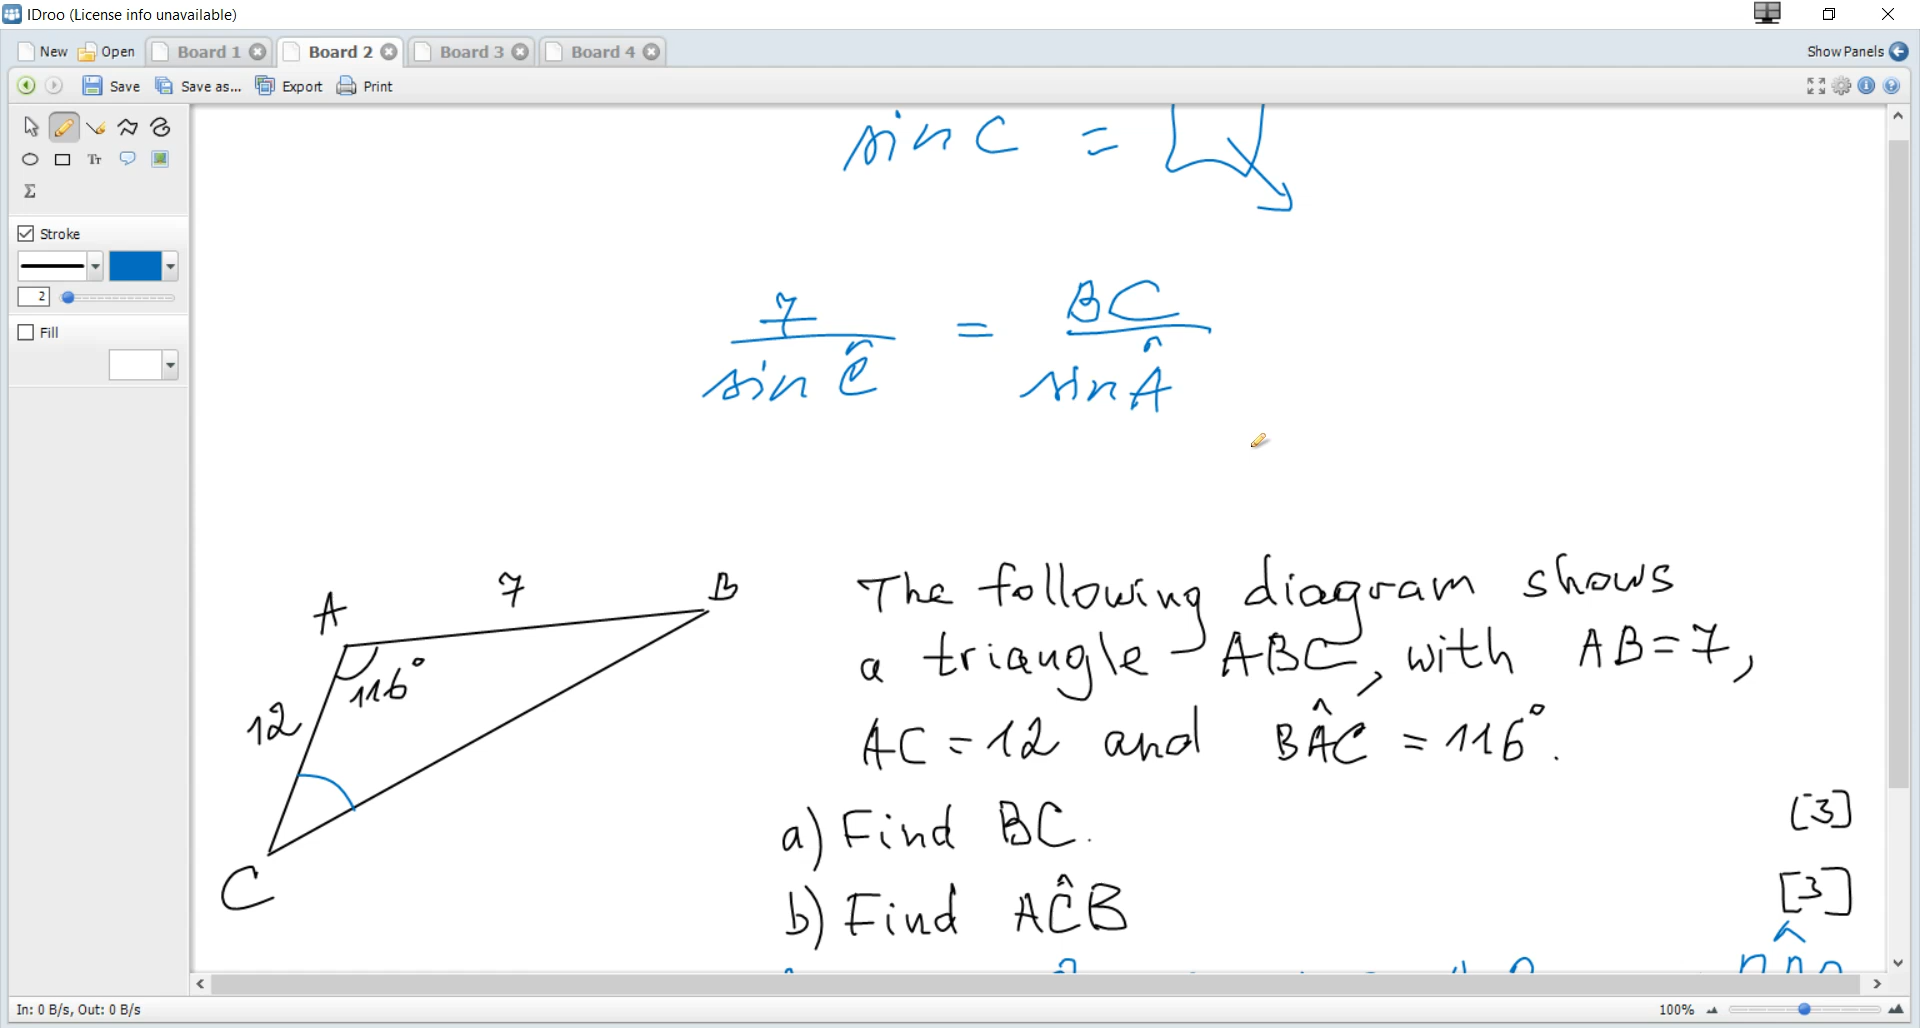 IDroo (License info unavailable)
New Open Board 1 Board 2 Board 3 Board 4 Show Panels
Save Save as... Export Print
Tт
Σ
Stroke
2
Fill
sin C =
7 / sin Ĉ = BC / sin Â
A 7 B
116°
12
C
The following diagram shows
a triangle ABC, with AB=7,
AC=12 and BÂC = 116°.
a) Find BC. [3]
b) Find AĈB [3]
In: 0 B/s, Out: 0 B/s 100%